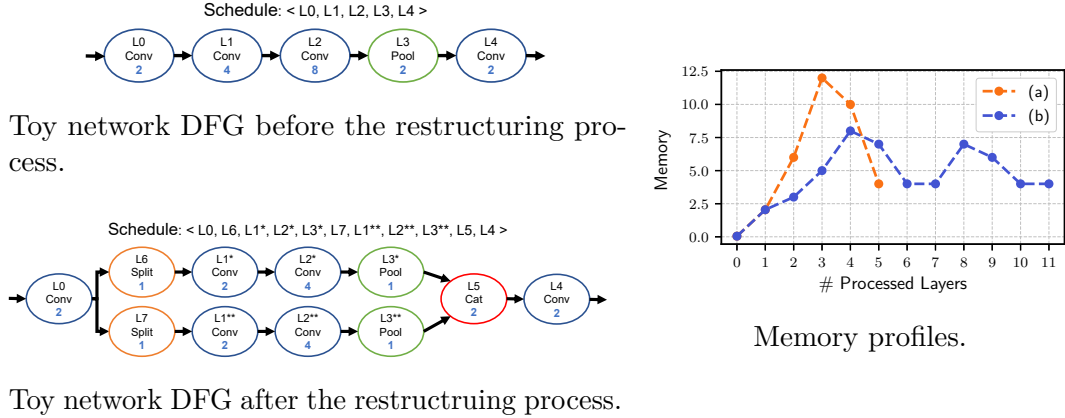 Schedule: < L0, L1, L2, L3, L4 >
L0
Conv
2
L1
Conv
4
L2
Conv
8
L3
Pool
2
L4
Conv
2
Toy network DFG before the restructuring pro-
cess.
Schedule: < L0, L6, L1*, L2*, L3*, L7, L1**, L2**, L3**, L5, L4 >
L0
Conv
2
L6
Split
1
L1*
Conv
2
L2*
Conv
4
L3*
Pool
1
L7
Split
1
L1**
Conv
2
L2**
Conv
4
L3**
Pool
1
L5
Cat
2
L4
Conv
2
Toy network DFG after the restructruing process.
12.5
10.0
7.5
5.0
2.5
0.0
Memory
(a)
(b)
0 1 2 3 4 5 6 7 8 9 10 11
# Processed Layers
Memory profiles.